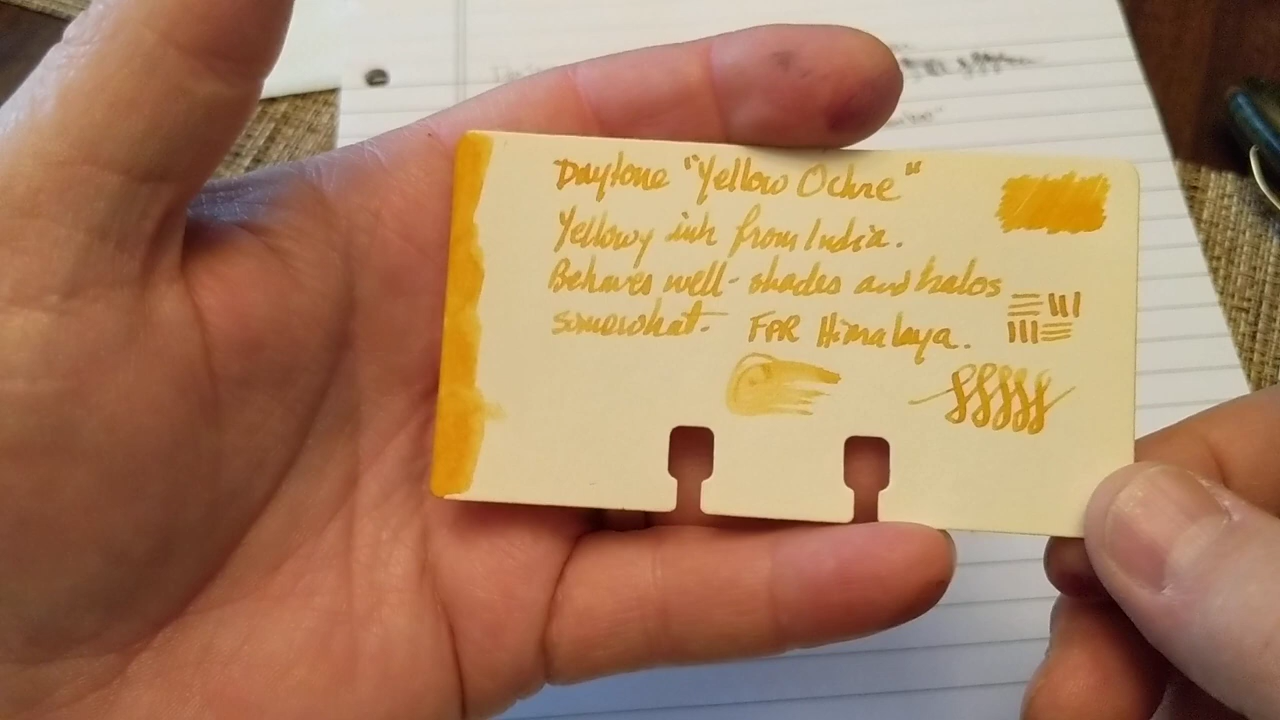 Daytone "Yellow Ochre"
Yellowy ink from India.
Behaves well- shades and halos
somewhat. FPR Himalaya.